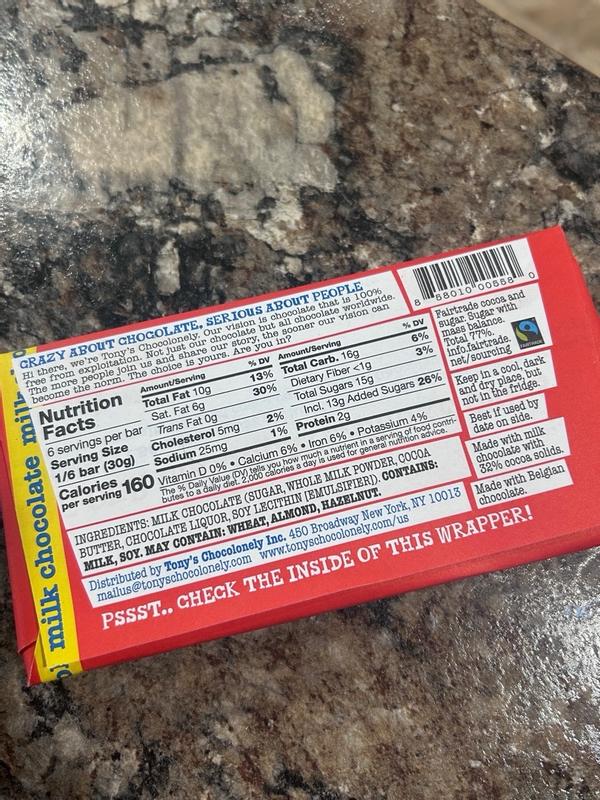 milk chocolate milk
CRAZY ABOUT CHOCOLATE, SERIOUS ABOUT PEOPLE
Hi there, we're Tony's Chocolonely. Our vision is chocolate that is 100%
free from exploitation. Not just our chocolate but all chocolate worldwide.
The more people join us and share our story, the sooner our vision can
become the norm. The choice is yours. Are you in?
Nutrition
Facts
6 servings per bar
Serving Size
1/6 bar (30g)
Calories 160
per serving
Amount/Serving % DV
Total Fat 10g 13%
Sat. Fat 6g 30%
Trans Fat 0g
Cholesterol 5mg 2%
Sodium 25mg 1%
Amount/Serving % DV
Total Carb. 16g 6%
Dietary Fiber <1g 3%
Total Sugars 15g
Incl. 13g Added Sugars 26%
Protein 2g
Vitamin D 0% • Calcium 6% • Iron 6% • Potassium 4%
The % Daily Value (DV) tells you how much a nutrient in a serving of food contri-
butes to a daily diet. 2,000 calories a day is used for general nutrition advice.
INGREDIENTS: MILK CHOCOLATE (SUGAR, WHOLE MILK POWDER, COCOA
BUTTER, CHOCOLATE LIQUOR, SOY LECITHIN (EMULSIFIER). CONTAINS:
MILK, SOY. MAY CONTAIN: WHEAT, ALMOND, HAZELNUT.
Distributed by Tony's Chocolonely Inc. 450 Broadway New York, NY 10013
mailus@tonyschocolonely.com www.tonyschocolonely.com/us
PSSST.. CHECK THE INSIDE OF THIS WRAPPER!
8 58010 00558 0
Fairtrade cocoa and
sugar. Sugar with
mass balance.
Total 77%.
info.fairtrade.
net/sourcing
FAIRTRADE
Keep in a cool, dark
and dry place, but
not in the fridge.
Best if used by
date on side.
Made with milk
chocolate with
32% cocoa solids.
Made with Belgian
chocolate.